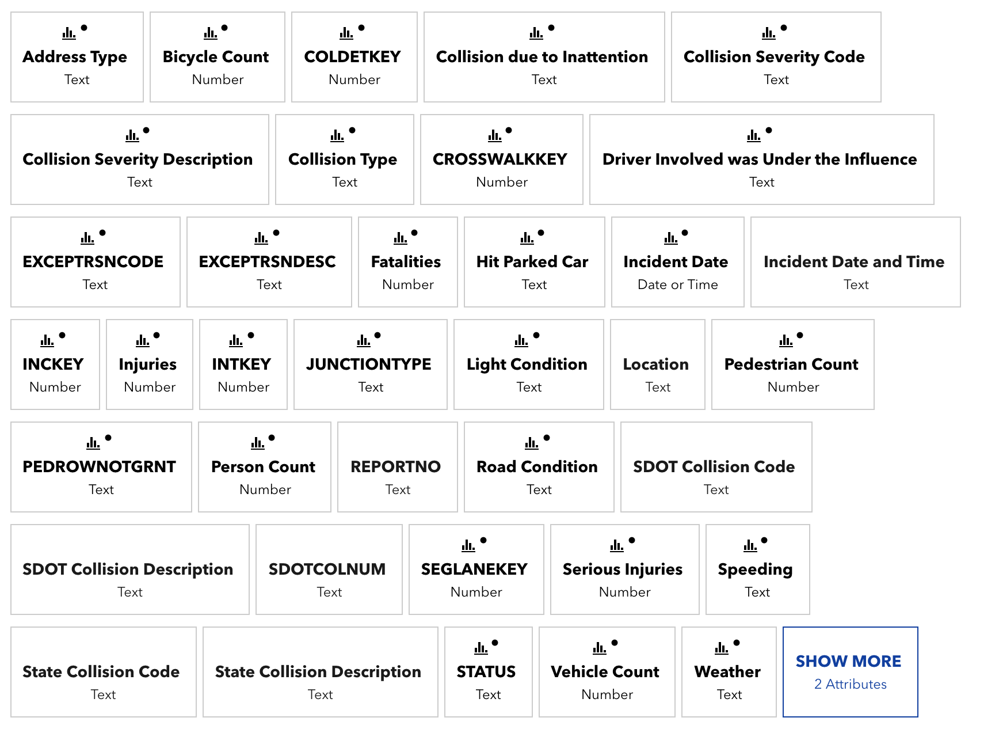 Address Type
Text
Bicycle Count
Number
COLDETKEY
Number
Collision due to Inattention
Text
Collision Severity Code
Text
Collision Severity Description
Text
Collision Type
Text
CROSSWALKKEY
Number
Driver Involved was Under the Influence
Text
EXCEPTRSNCODE
Text
EXCEPTRSNDESC
Text
Fatalities
Number
Hit Parked Car
Text
Incident Date
Date or Time
Incident Date and Time
Text
INCKEY
Number
Injuries
Number
INTKEY
Number
JUNCTIONTYPE
Text
Light Condition
Text
Location
Text
Pedestrian Count
Number
PEDROWNOTGRNT
Text
Person Count
Number
REPORTNO
Text
Road Condition
Text
SDOT Collision Code
Text
SDOT Collision Description
Text
SDOTCOLNUM
Text
SEGLANEKEY
Number
Serious Injuries
Number
Speeding
Text
State Collision Code
Text
State Collision Description
Text
STATUS
Text
Vehicle Count
Number
Weather
Text
SHOW MORE
2 Attributes